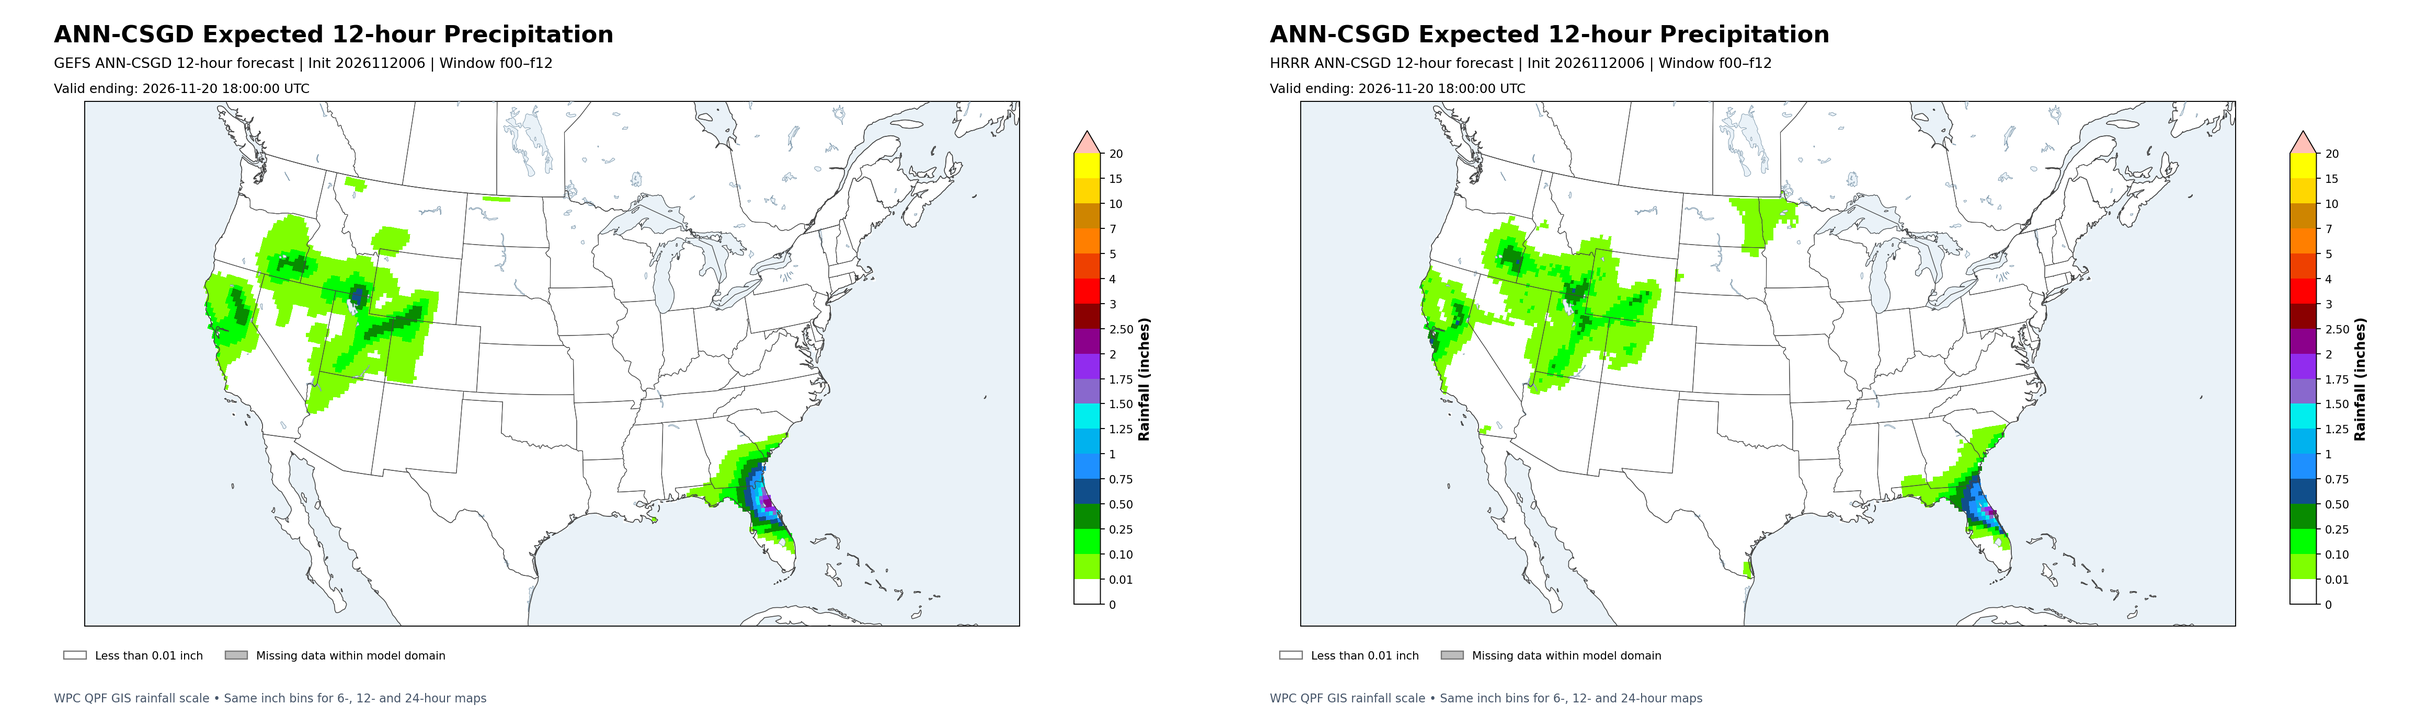 ANN-CSGD Expected 12-hour Precipitation
GEFS ANN-CSGD 12-hour forecast | Init 2026112006 | Window f00–f12
Valid ending: 2026-11-20 18:00:00 UTC
20
15
10
7
5
4
3
2.50
2
1.75
1.50
1.25
1
0.75
0.50
0.25
0.10
0.01
0
Rainfall (inches)
Less than 0.01 inch
Missing data within model domain
WPC QPF GIS rainfall scale • Same inch bins for 6-, 12- and 24-hour maps
ANN-CSGD Expected 12-hour Precipitation
HRRR ANN-CSGD 12-hour forecast | Init 2026112006 | Window f00–f12
Valid ending: 2026-11-20 18:00:00 UTC
20
15
10
7
5
4
3
2.50
2
1.75
1.50
1.25
1
0.75
0.50
0.25
0.10
0.01
0
Rainfall (inches)
Less than 0.01 inch
Missing data within model domain
WPC QPF GIS rainfall scale • Same inch bins for 6-, 12- and 24-hour maps